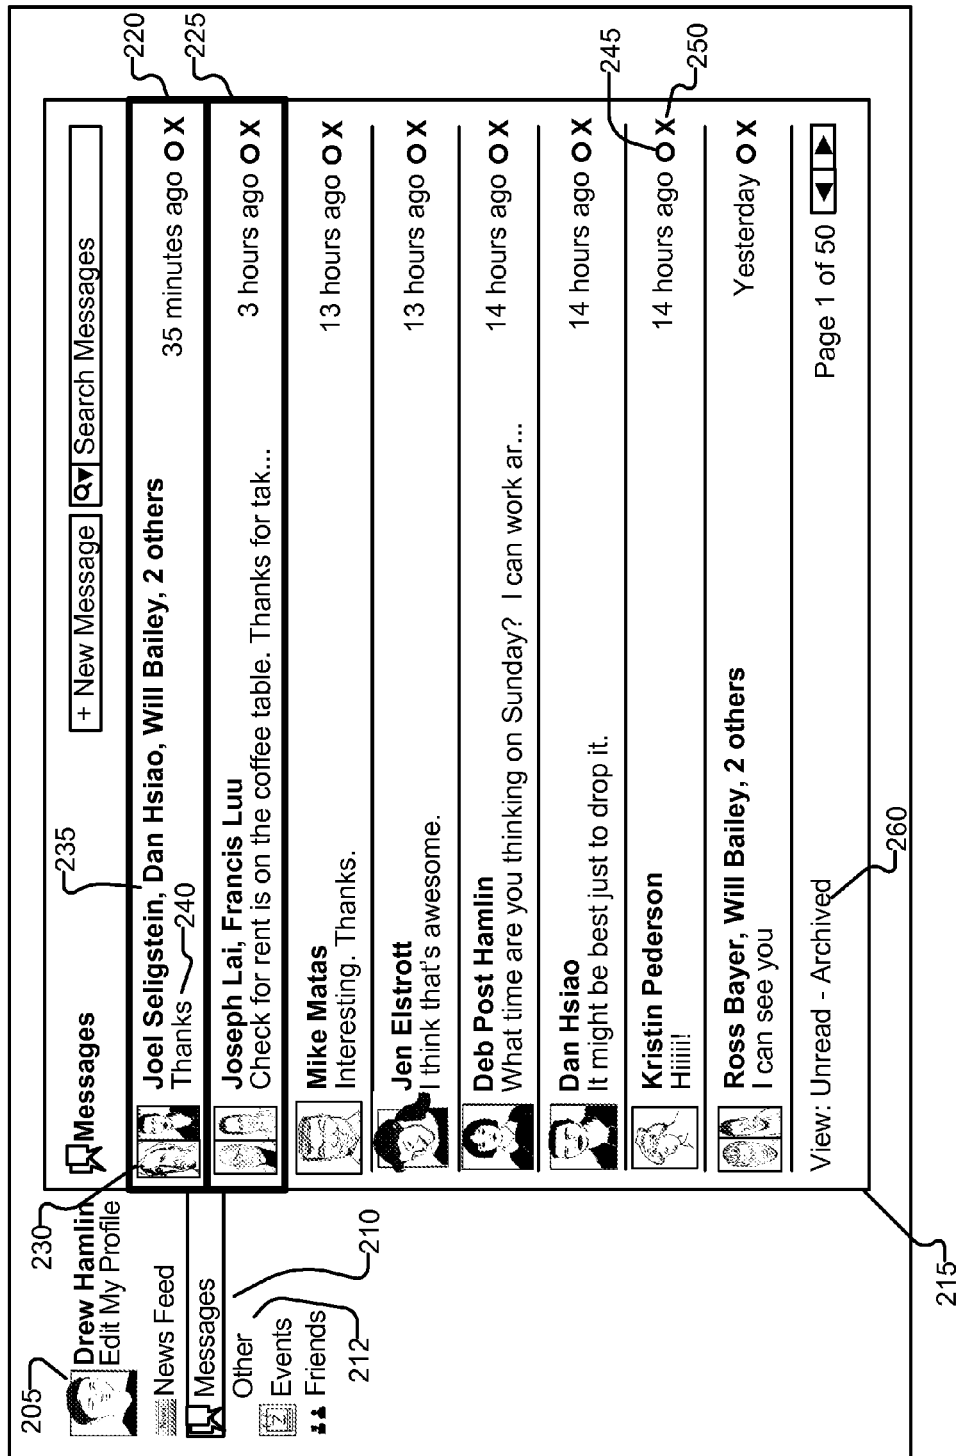 205
Drew Hamlin
Edit My Profile
News Feed
Messages
Other
Events
Friends
210
212
215
230
Messages
+ New Message
Search Messages
235
Joel Seligstein, Dan Hsiao, Will Bailey, 2 others
35 minutes ago O X
220
Thanks
240
Joseph Lai, Francis Luu
3 hours ago O X
225
Check for rent is on the coffee table. Thanks for tak...
Mike Matas
13 hours ago O X
Interesting. Thanks.
Jen Elstrott
13 hours ago O X
I think that's awesome.
Deb Post Hamlin
14 hours ago O X
What time are you thinking on Sunday? I can work ar...
Dan Hsiao
14 hours ago O X
It might be best just to drop it.
245
Kristin Pederson
14 hours ago O X
250
Hiiiii!
Ross Bayer, Will Bailey, 2 others
Yesterday O X
I can see you
View: Unread - Archived
Page 1 of 50
260